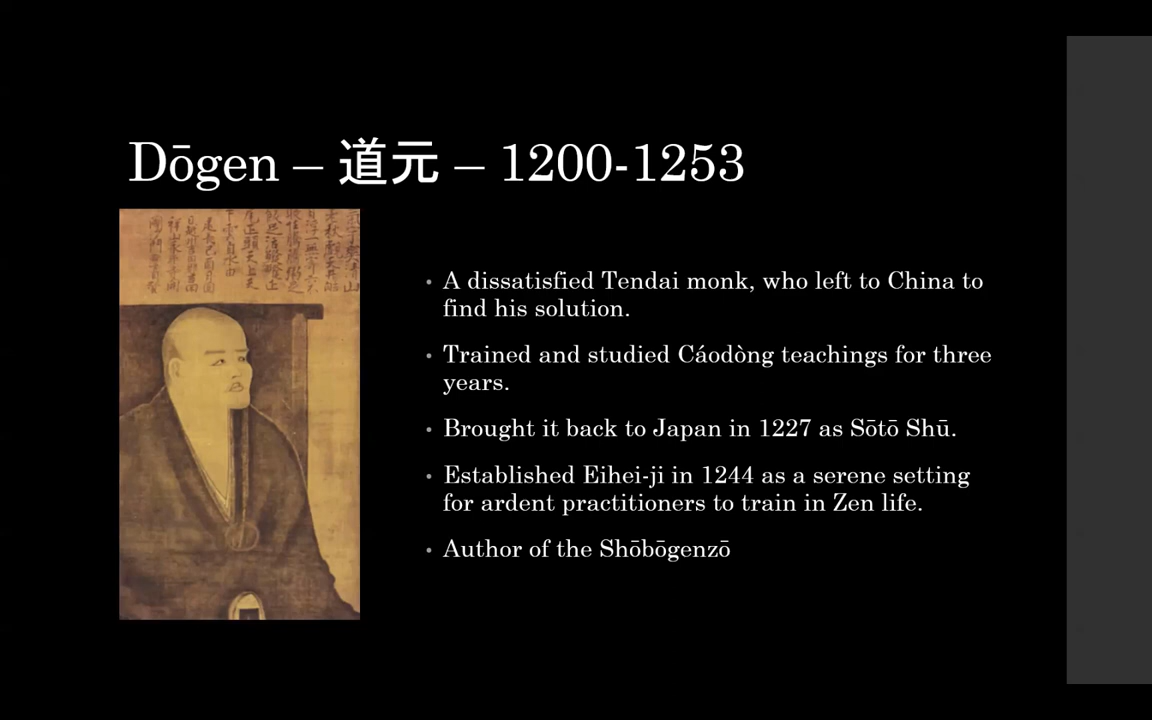 Dōgen – 道元 – 1200-1253
• A dissatisfied Tendai monk, who left to China to
find his solution.
• Trained and studied Cáodòng teachings for three
years.
• Brought it back to Japan in 1227 as Sōtō Shū.
• Established Eihei-ji in 1244 as a serene setting
for ardent practitioners to train in Zen life.
• Author of the Shōbōgenzō